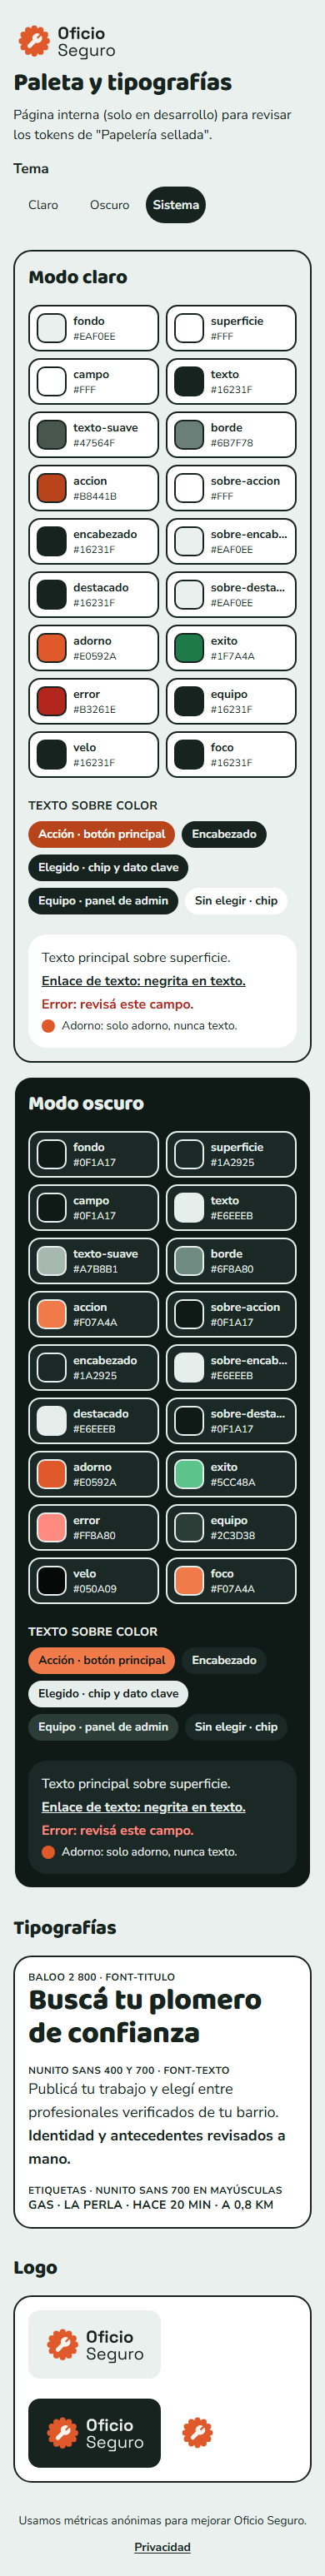 Oficio
Seguro
Paleta y tipografías
Página interna (solo en desarrollo) para revisar
los tokens de "Papelería sellada".
Tema
Claro Oscuro Sistema
Modo claro
fondo
#EAF0EE
superficie
#FFF
campo
#FFF
texto
#16231F
texto-suave
#47564F
borde
#6B7F78
accion
#B8441B
sobre-accion
#FFF
encabezado
#16231F
sobre-encab...
#EAF0EE
destacado
#16231F
sobre-desta...
#EAF0EE
adorno
#E0592A
exito
#1F7A4A
error
#B3261E
equipo
#16231F
velo
#16231F
foco
#16231F
TEXTO SOBRE COLOR
Acción · botón principal Encabezado
Elegido · chip y dato clave
Equipo · panel de admin Sin elegir · chip
Texto principal sobre superficie.
Enlace de texto: negrita en texto.
Error: revisá este campo.
Adorno: solo adorno, nunca texto.
Modo oscuro
fondo
#0F1A17
superficie
#1A2925
campo
#0F1A17
texto
#E6EEEB
texto-suave
#A7B8B1
borde
#6F8A80
accion
#F07A4A
sobre-accion
#0F1A17
encabezado
#1A2925
sobre-encab...
#E6EEEB
destacado
#E6EEEB
sobre-desta...
#0F1A17
adorno
#E0592A
exito
#5CC48A
error
#FF8A80
equipo
#2C3D38
velo
#050A09
foco
#F07A4A
TEXTO SOBRE COLOR
Acción · botón principal Encabezado
Elegido · chip y dato clave
Equipo · panel de admin Sin elegir · chip
Texto principal sobre superficie.
Enlace de texto: negrita en texto.
Error: revisá este campo.
Adorno: solo adorno, nunca texto.
Tipografías
BALOO 2 800 · FONT-TITULO
Buscá tu plomero
de confianza
NUNITO SANS 400 Y 700 · FONT-TEXTO
Publicá tu trabajo y elegí entre
profesionales verificados de tu barrio.
Identidad y antecedentes revisados a
mano.
ETIQUETAS · NUNITO SANS 700 EN MAYÚSCULAS
GAS · LA PERLA · HACE 20 MIN · A 0,8 KM
Logo
Oficio
Seguro
Oficio
Seguro
Usamos métricas anónimas para mejorar Oficio Seguro.
Privacidad